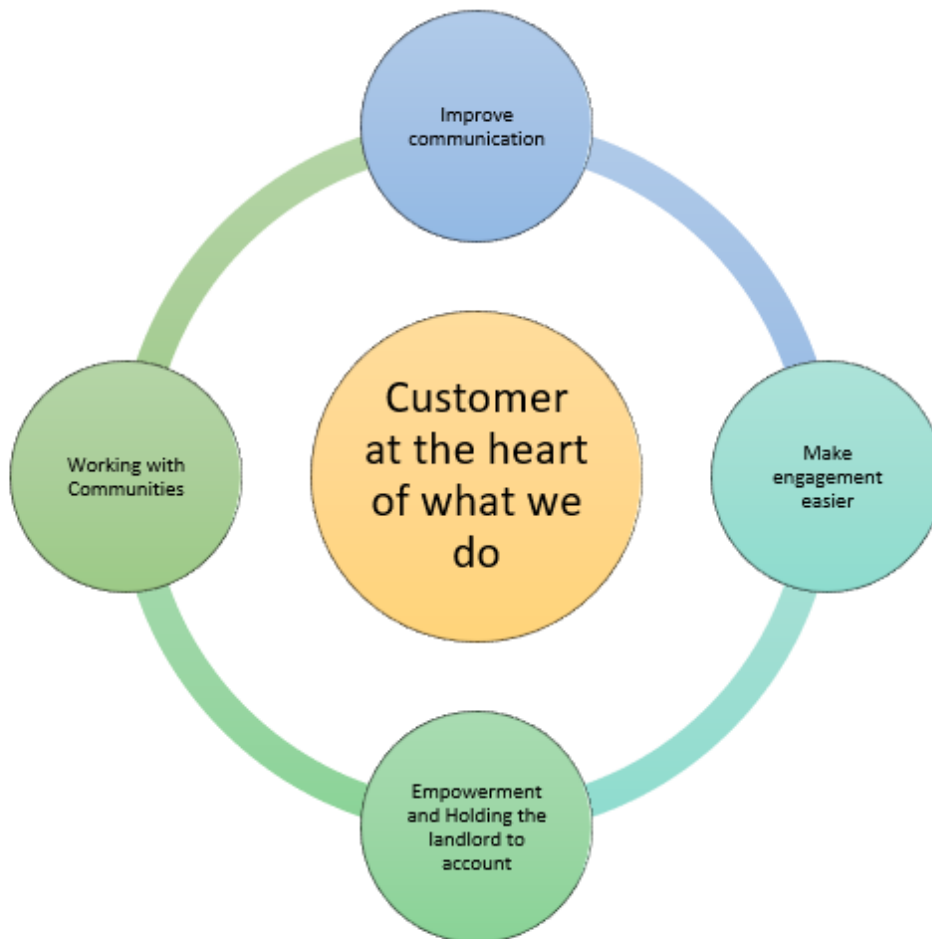 Improve
communication
Customer
at the heart
of what we
do
Working with
Communities
Make
engagement
easier
Empowerment
and Holding the
landlord to
account